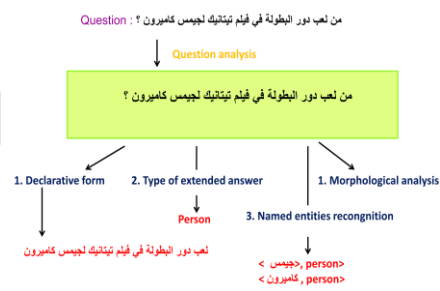 Question : من لعب دور البطولة في فيلم تيتانيك لجيمس كاميرون ؟
Question analysis
من لعب دور البطولة في فيلم تيتانيك لجيمس كاميرون ؟
1. Declarative form
2. Type of extended answer
1. Morphological analysis
Person
3. Named entities recongnition
لعب دور البطولة في فيلم تيتانيك لجيمس كاميرون
< جيمس>, person>
< كاميرون , person>